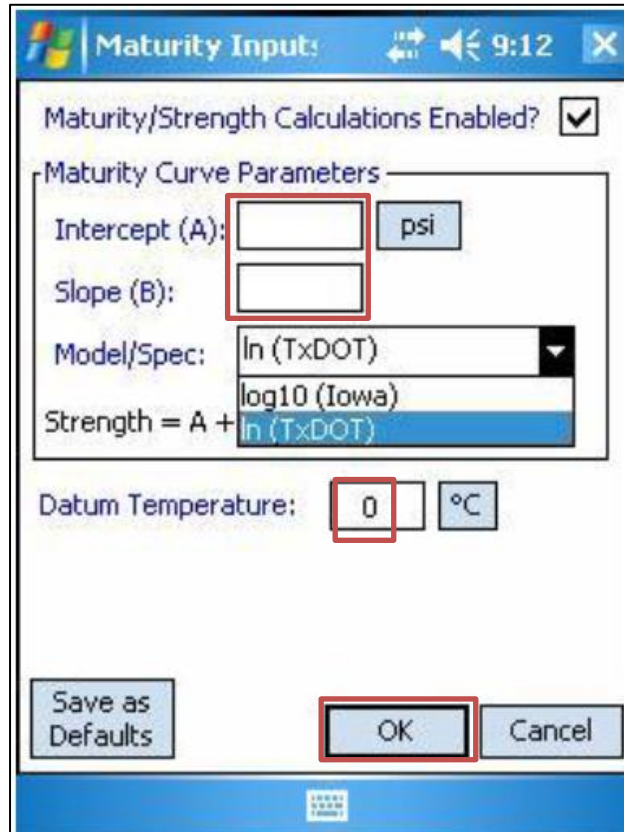 Maturity Input:
9:12
Maturity/Strength Calculations Enabled?
Maturity Curve Parameters
Intercept (A):
psi
Slope (B):
Model/Spec:
ln (TxDOT)
log10 (Iowa)
Strength = A +
ln (TxDOT)
Datum Temperature:
0
°C
Save as
Defaults
OK
Cancel